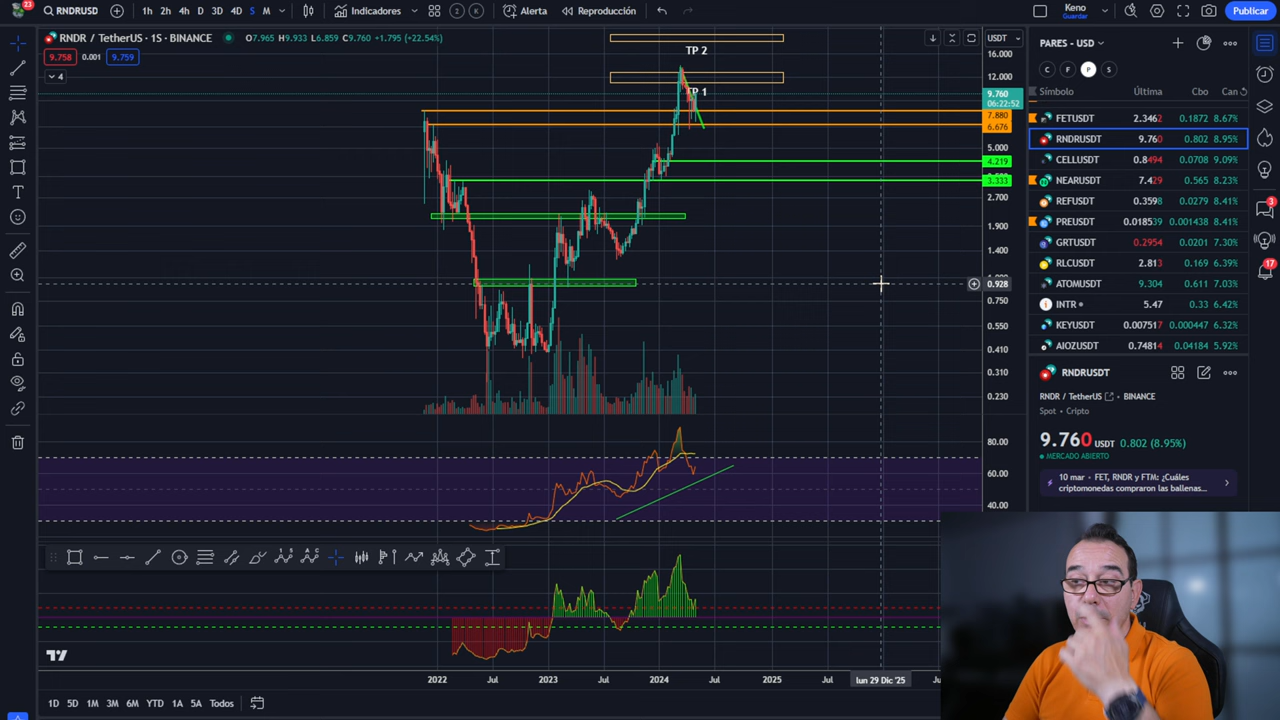 23
RNDRUSD
1h 2h 4h D 3D 4D S M
Indicadores
2 K
Alerta
Reproducción
Keno
Guardar
Publicar
RNDR / TetherUS · 1S · BINANCE
O7.965 H9.933 L6.859 C9.760 +1.795 (+22.54%)
9.758 0.001 9.759
4
TP 2
TP 1
USDT
16.000
12.000
9.760
06:22:52
7.880
6.676
5.000
4.219
3.333
2.700
1.900
1.400
0.928
0.750
0.550
0.410
0.310
0.230
80.00
60.00
40.00
2022 Jul 2023 Jul 2024 Jul 2025 Jul lun 29 Dic '25
1D 5D 1M 3M 6M YTD 1A 5A Todos
PARES - USD
C F P S
Símbolo Última Cbo Can
FETUSDT 2.3462 0.1872 8.67%
RNDRUSDT 9.760 0.802 8.95%
CELLUSDT 0.8494 0.0708 9.09%
NEARUSDT 7.429 0.565 8.23%
REFUSDT 0.3598 0.0279 8.41%
PREUSDT 0.018539 0.001438 8.41%
GRTUSDT 0.2954 0.0201 7.30%
RLCUSDT 2.813 0.169 6.39%
ATOMUSDT 9.304 0.611 7.03%
INTR 5.47 0.33 6.42%
KEYUSDT 0.007517 0.000447 6.32%
AIOZUSDT 0.74814 0.04184 5.92%
RNDRUSDT
RNDR / TetherUS · BINANCE
Spot · Cripto
9.760 USDT 0.802 (8.95%)
MERCADO ABIERTO
10 mar · FET, RNDR y FTM: ¿Cuáles
criptomonedas compraron las ballenas...
3
17